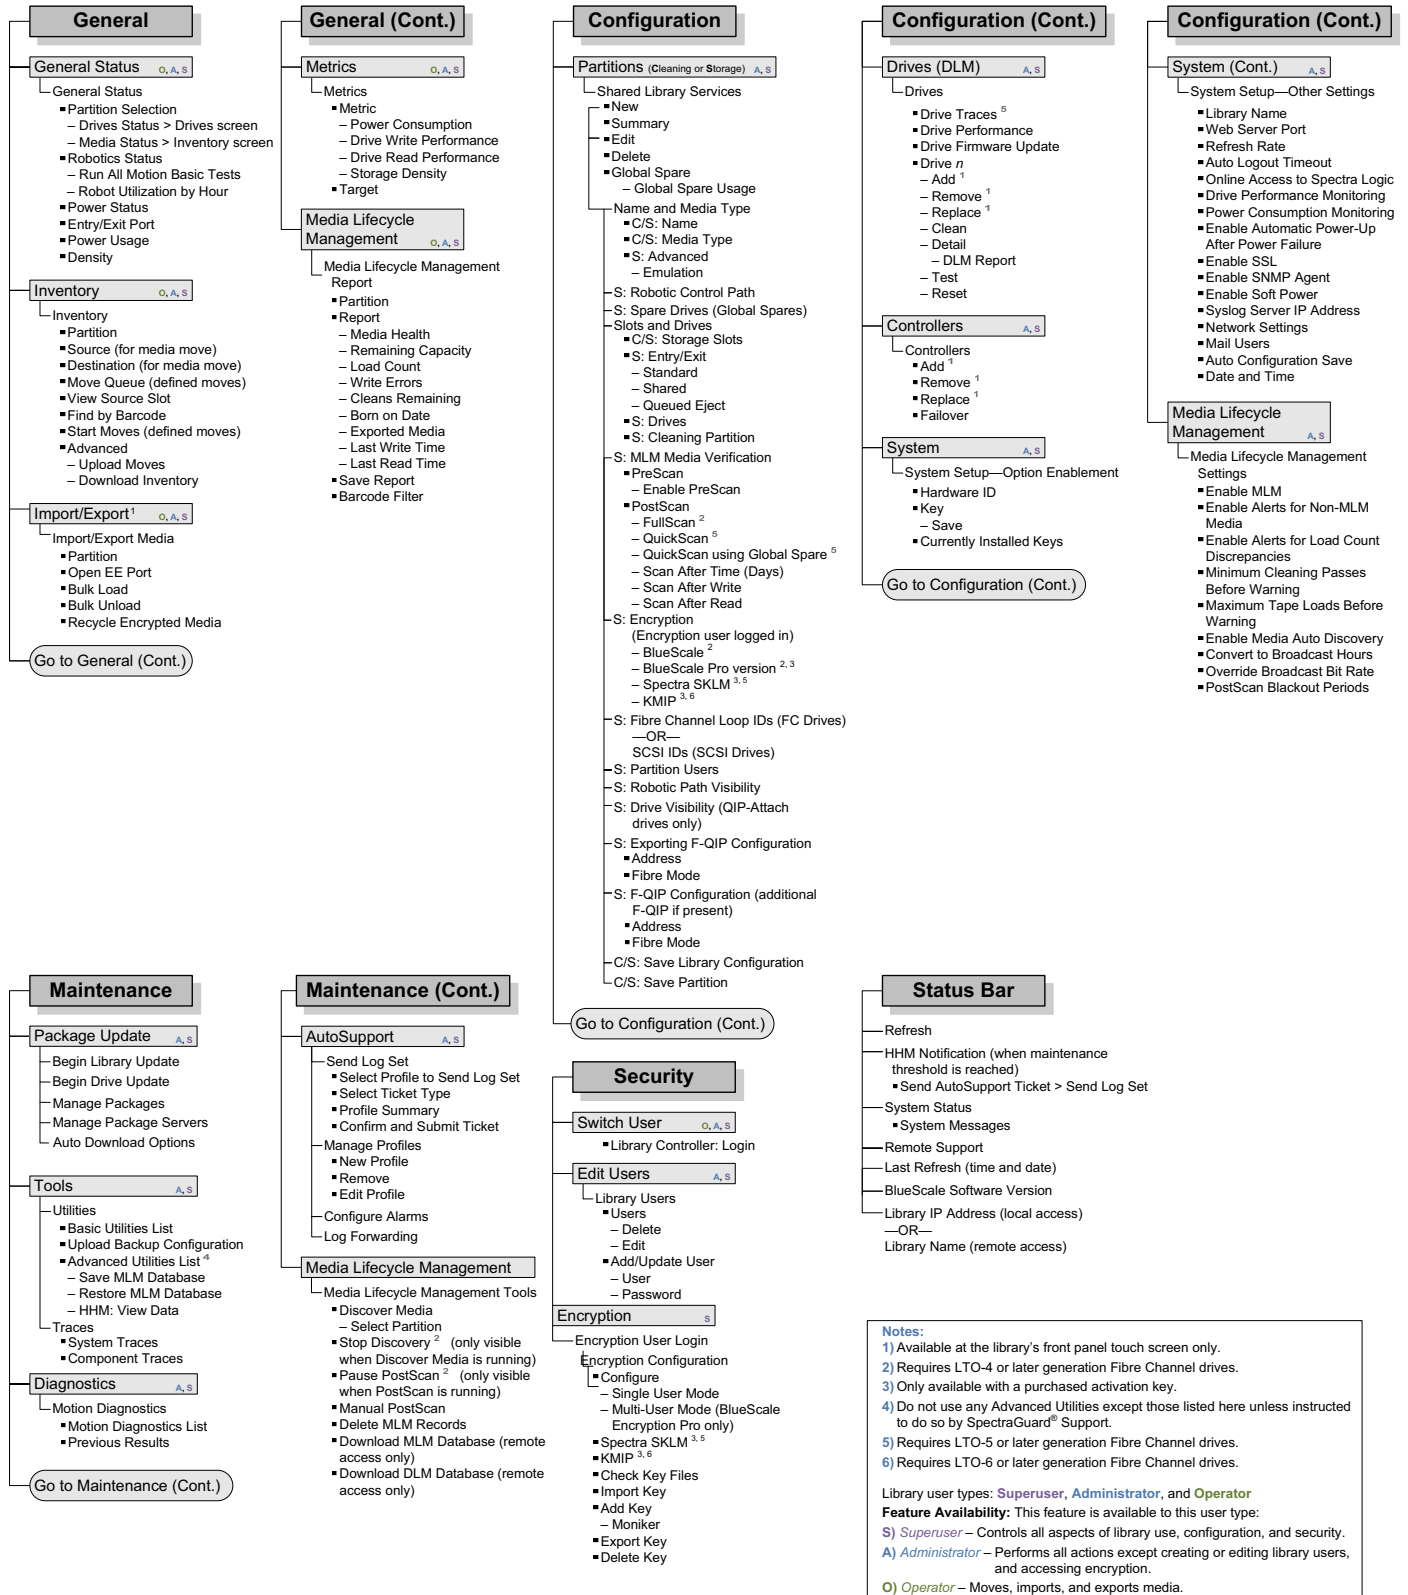 General
General Status O, A, S
General Status
▪Partition Selection
– Drives Status > Drives screen
– Media Status > Inventory screen
▪Robotics Status
– Run All Motion Basic Tests
– Robot Utilization by Hour
▪Power Status
▪Entry/Exit Port
▪Power Usage
▪Density
Inventory O, A, S
Inventory
▪Partition
▪Source (for media move)
▪Destination (for media move)
▪Move Queue (defined moves)
▪View Source Slot
▪Find by Barcode
▪Start Moves (defined moves)
▪Advanced
– Upload Moves
– Download Inventory
Import/Export 1 O, A, S
Import/Export Media
▪Partition
▪Open EE Port
▪Bulk Load
▪Bulk Unload
▪Recycle Encrypted Media
Go to General (Cont.)
General (Cont.)
Metrics O, A, S
Metrics
▪Metric
– Power Consumption
– Drive Write Performance
– Drive Read Performance
– Storage Density
▪Target
Media Lifecycle
Management O, A, S
Media Lifecycle Management
Report
▪Partition
▪Report
– Media Health
– Remaining Capacity
– Load Count
– Write Errors
– Cleans Remaining
– Born on Date
– Exported Media
– Last Write Time
– Last Read Time
▪Save Report
▪Barcode Filter
Configuration
Partitions (Cleaning or Storage) A, S
Shared Library Services
▪New
▪Summary
▪Edit
▪Delete
▪Global Spare
– Global Spare Usage
Name and Media Type
▪C/S: Name
▪C/S: Media Type
▪S: Advanced
– Emulation
S: Robotic Control Path
S: Spare Drives (Global Spares)
Slots and Drives
▪C/S: Storage Slots
▪S: Entry/Exit
– Standard
– Shared
– Queued Eject
▪S: Drives
▪S: Cleaning Partition
S: MLM Media Verification
▪PreScan
– Enable PreScan
▪PostScan
– FullScan 2
– QuickScan 5
– QuickScan using Global Spare 5
– Scan After Time (Days)
– Scan After Write
– Scan After Read
S: Encryption
(Encryption user logged in)
– BlueScale 2
– BlueScale Pro version 2, 3
– Spectra SKLM 3, 5
– KMIP 3, 6
S: Fibre Channel Loop IDs (FC Drives)
—OR—
SCSI IDs (SCSI Drives)
S: Partition Users
S: Robotic Path Visibility
S: Drive Visibility (QIP-Attach
drives only)
S: Exporting F-QIP Configuration
▪Address
▪Fibre Mode
S: F-QIP Configuration (additional
F-QIP if present)
▪Address
▪Fibre Mode
C/S: Save Library Configuration
C/S: Save Partition
Go to Configuration (Cont.)
Configuration (Cont.)
Drives (DLM) A, S
Drives
▪Drive Traces 5
▪Drive Performance
▪Drive Firmware Update
▪Drive n
– Add 1
– Remove 1
– Replace 1
– Clean
– Detail
– DLM Report
– Test
– Reset
Controllers A, S
Controllers
▪Add 1
▪Remove 1
▪Replace 1
▪Failover
System A, S
System Setup—Option Enablement
▪Hardware ID
▪Key
– Save
▪Currently Installed Keys
Go to Configuration (Cont.)
Configuration (Cont.)
System (Cont.) A, S
System Setup—Other Settings
▪Library Name
▪Web Server Port
▪Refresh Rate
▪Auto Logout Timeout
▪Online Access to Spectra Logic
▪Drive Performance Monitoring
▪Power Consumption Monitoring
▪Enable Automatic Power-Up
After Power Failure
▪Enable SSL
▪Enable SNMP Agent
▪Enable Soft Power
▪Syslog Server IP Address
▪Network Settings
▪Mail Users
▪Auto Configuration Save
▪Date and Time
Media Lifecycle
Management A, S
Media Lifecycle Management
Settings
▪Enable MLM
▪Enable Alerts for Non-MLM
Media
▪Enable Alerts for Load Count
Discrepancies
▪Minimum Cleaning Passes
Before Warning
▪Maximum Tape Loads Before
Warning
▪Enable Media Auto Discovery
▪Convert to Broadcast Hours
▪Override Broadcast Bit Rate
▪PostScan Blackout Periods
Maintenance
Package Update A, S
Begin Library Update
Begin Drive Update
Manage Packages
Manage Package Servers
Auto Download Options
Tools A, S
Utilities
▪Basic Utilities List
▪Upload Backup Configuration
▪Advanced Utilities List 4
– Save MLM Database
– Restore MLM Database
– HHM: View Data
Traces
▪System Traces
▪Component Traces
Diagnostics A, S
Motion Diagnostics
▪Motion Diagnostics List
▪Previous Results
Go to Maintenance (Cont.)
Maintenance (Cont.)
AutoSupport A, S
Send Log Set
▪Select Profile to Send Log Set
▪Select Ticket Type
▪Profile Summary
▪Confirm and Submit Ticket
Manage Profiles
▪New Profile
▪Remove
▪Edit Profile
Configure Alarms
Log Forwarding
Media Lifecycle Management
Media Lifecycle Management Tools
▪Discover Media
– Select Partition
▪Stop Discovery 2 (only visible
when Discover Media is running)
▪Pause PostScan 2 (only visible
when PostScan is running)
▪Manual PostScan
▪Delete MLM Records
▪Download MLM Database (remote
access only)
▪Download DLM Database (remote
access only)
Security
Switch User O, A, S
▪Library Controller: Login
Edit Users A, S
Library Users
▪Users
– Delete
– Edit
▪Add/Update User
– User
– Password
Encryption S
Encryption User Login
Encryption Configuration
▪Configure
– Single User Mode
– Multi-User Mode (BlueScale
Encryption Pro only)
▪Spectra SKLM 3, 5
▪KMIP 3, 6
▪Check Key Files
▪Import Key
▪Add Key
– Moniker
▪Export Key
▪Delete Key
Status Bar
Refresh
HHM Notification (when maintenance
threshold is reached)
▪Send AutoSupport Ticket > Send Log Set
System Status
▪System Messages
Remote Support
Last Refresh (time and date)
BlueScale Software Version
Library IP Address (local access)
—OR—
Library Name (remote access)
Notes:
1) Available at the library's front panel touch screen only.
2) Requires LTO-4 or later generation Fibre Channel drives.
3) Only available with a purchased activation key.
4) Do not use any Advanced Utilities except those listed here unless instructed
to do so by SpectraGuard® Support.
5) Requires LTO-5 or later generation Fibre Channel drives.
6) Requires LTO-6 or later generation Fibre Channel drives.
Library user types: Superuser, Administrator, and Operator
Feature Availability: This feature is available to this user type:
S) Superuser – Controls all aspects of library use, configuration, and security.
A) Administrator – Performs all actions except creating or editing library users,
and accessing encryption.
O) Operator – Moves, imports, and exports media.